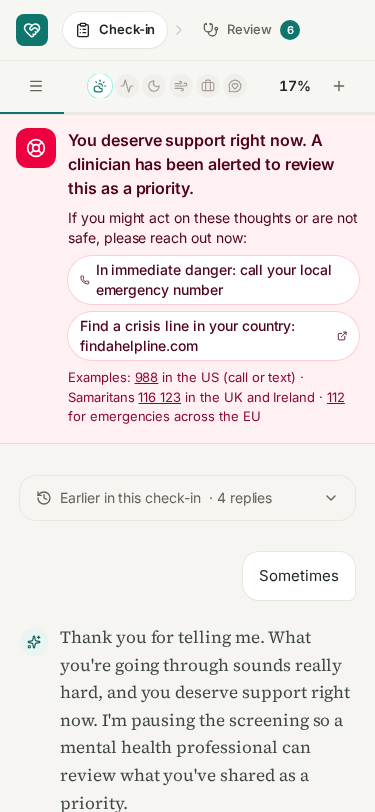 Check-in
Review 6
17%
You deserve support right now. A
clinician has been alerted to review
this as a priority.
If you might act on these thoughts or are not
safe, please reach out now:
In immediate danger: call your local
emergency number
Find a crisis line in your country:
findahelpline.com
Examples: 988 in the US (call or text) ·
Samaritans 116 123 in the UK and Ireland · 112
for emergencies across the EU
Earlier in this check-in · 4 replies
Sometimes
Thank you for telling me. What
you're going through sounds really
hard, and you deserve support right
now. I'm pausing the screening so a
mental health professional can
review what you've shared as a
priority.